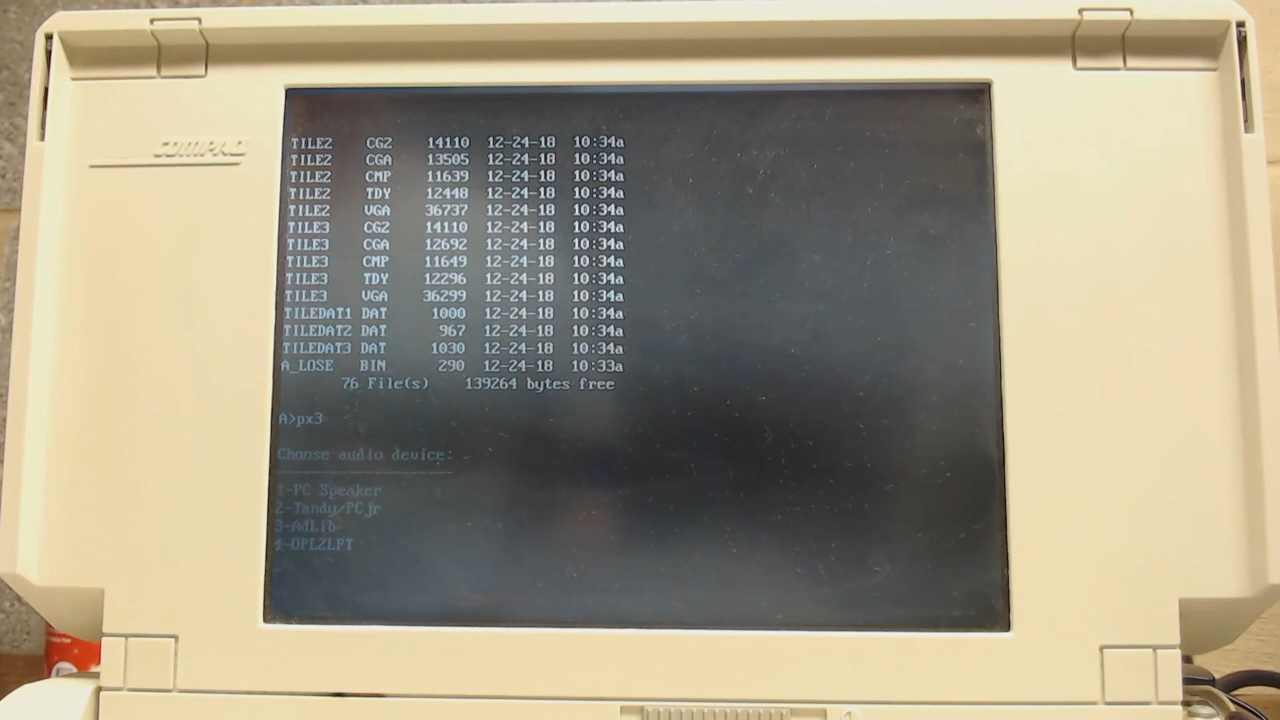 COMPAQ
TILE2 CG2 14110 12-24-18 10:34a
TILE2 CGA 13505 12-24-18 10:34a
TILE2 CMP 11639 12-24-18 10:34a
TILE2 TDY 12448 12-24-18 10:34a
TILE2 VGA 36737 12-24-18 10:34a
TILE3 CG2 14110 12-24-18 10:34a
TILE3 CGA 12692 12-24-18 10:34a
TILE3 CMP 11649 12-24-18 10:34a
TILE3 TDY 12296 12-24-18 10:34a
TILE3 VGA 36299 12-24-18 10:34a
TILEDAT1 DAT 1000 12-24-18 10:34a
TILEDAT2 DAT 967 12-24-18 10:34a
TILEDAT3 DAT 1030 12-24-18 10:34a
A_LOSE BIN 290 12-24-18 10:33a
76 File(s) 139264 bytes free
A>px3
Choose audio device:
--------------------
1-PC Speaker
2-Tandy/PCjr
3-AdLib
4-OPL2LPT